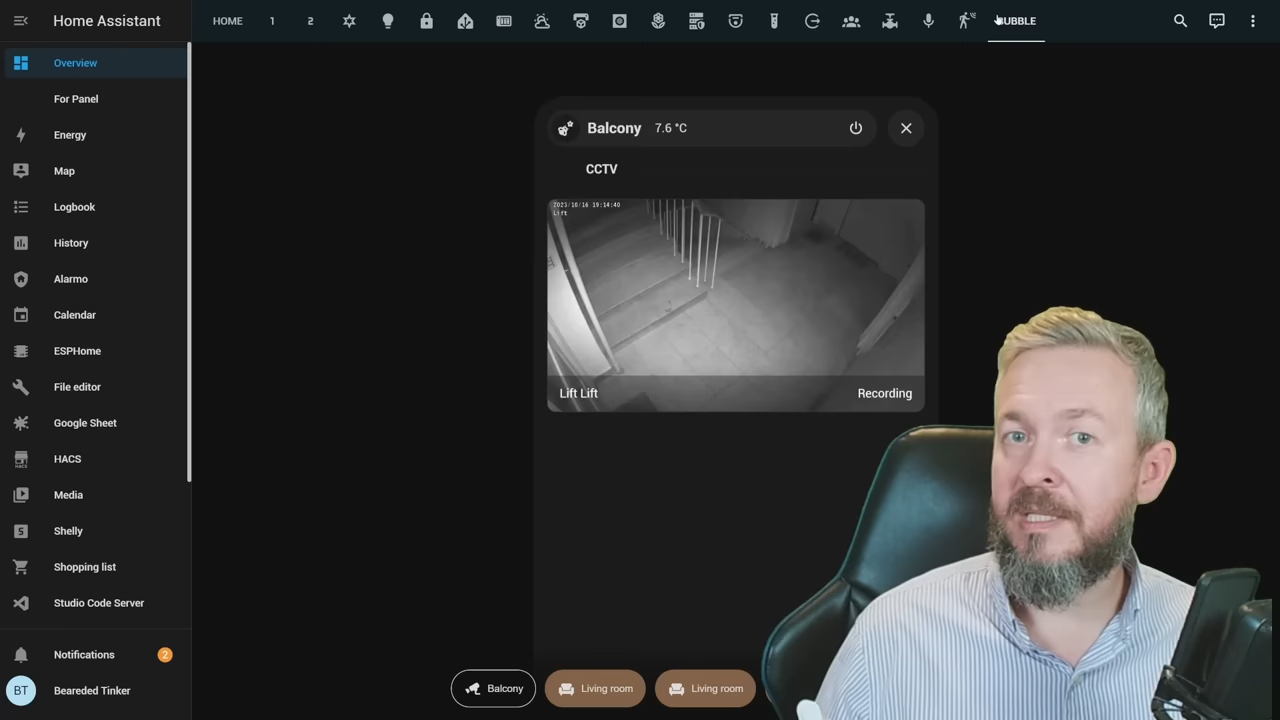 Home Assistant
HOME 1 2 BUBBLE
Overview
For Panel
Energy
Map
Logbook
History
Alarmo
Calendar
ESPHome
File editor
Google Sheet
HACS
HACS
Media
Shelly
S
Shopping list
Studio Code Server
Notifications 2
BT Beareded Tinker
Balcony 7.6 °C
CCTV
Lift
Lift Lift Recording
Balcony Living room Living room